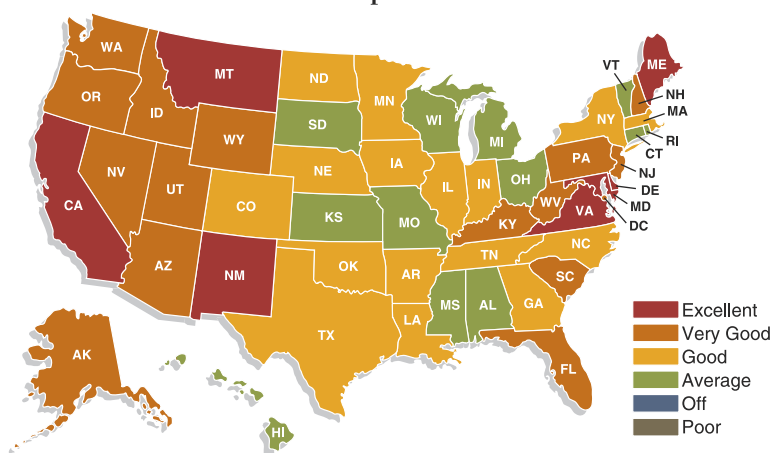 WA
MT
ND
MN
VT
ME
OR
ID
WY
SD
WI
MI
NY
NH
MA
RI
CT
NV
UT
CO
NE
IA
IL
IN
OH
PA
NJ
DE
MD
DC
CA
KS
MO
KY
WV
VA
AZ
NM
OK
AR
TN
NC
SC
TX
LA
MS
AL
GA
FL
AK
HI
Excellent
Very Good
Good
Average
Off
Poor